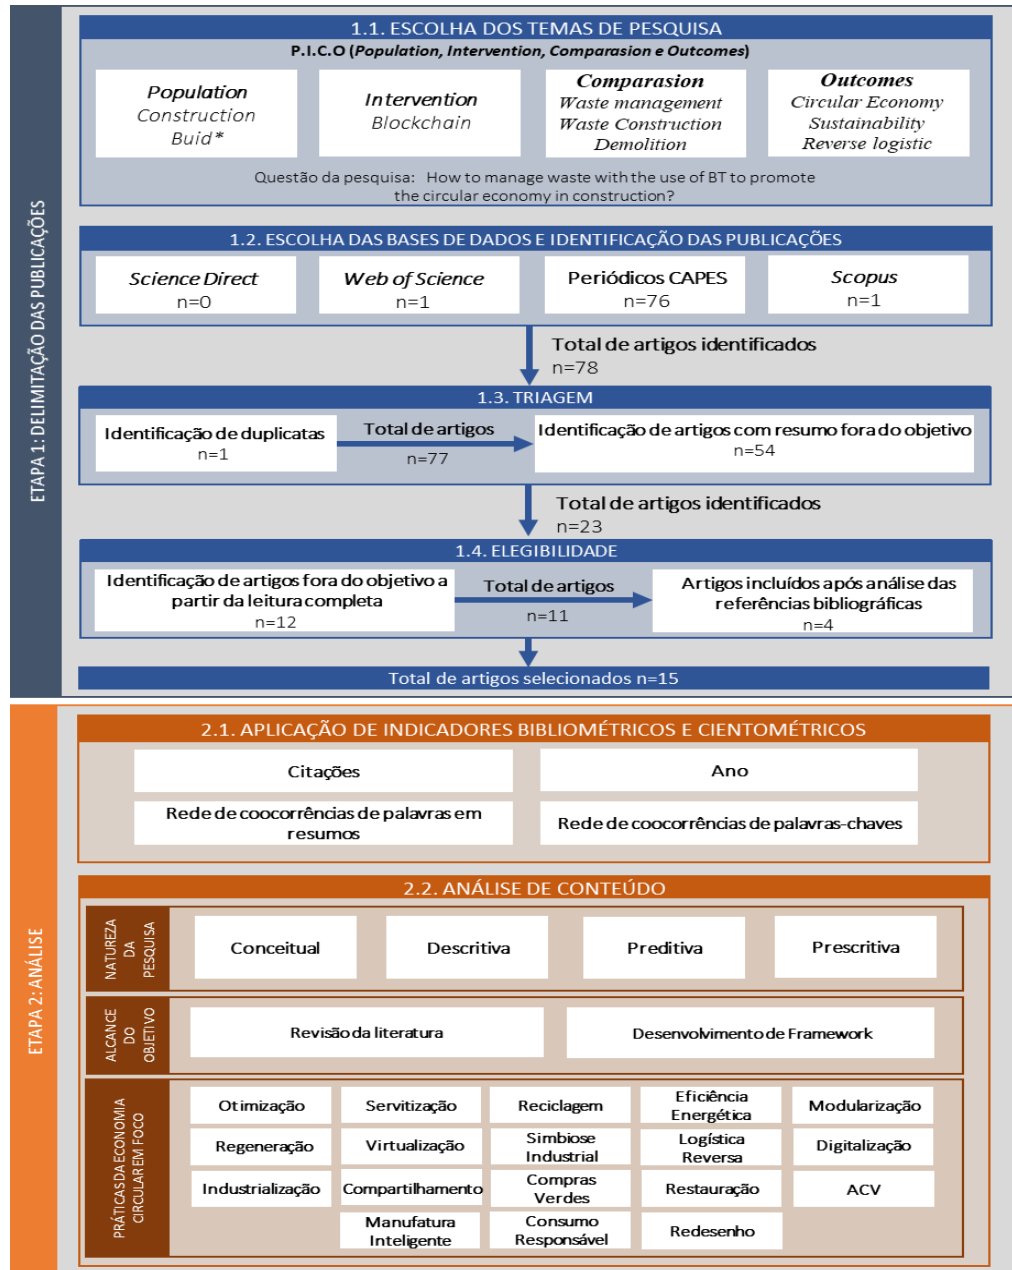 ETAPA 1: DELIMITAÇÃO DAS PUBLICAÇÕES
1.1. ESCOLHA DOS TEMAS DE PESQUISA
P.I.C.O (Population, Intervention, Comparasion e Outcomes)
Population
Construction
Buid*
Intervention
Blockchain
Comparasion
Waste management
Waste Construction
Demolition
Outcomes
Circular Economy
Sustainability
Reverse logistic
Questão da pesquisa: How to manage waste with the use of BT to promote
the circular economy in construction?
1.2. ESCOLHA DAS BASES DE DADOS E IDENTIFICAÇÃO DAS PUBLICAÇÕES
Science Direct
n=0
Web of Science
n=1
Periódicos CAPES
n=76
Scopus
n=1
Total de artigos identificados
n=78
1.3. TRIAGEM
Identificação de duplicatas
n=1
Total de artigos
n=77
Identificação de artigos com resumo fora do objetivo
n=54
Total de artigos identificados
n=23
1.4. ELEGIBILIDADE
Identificação de artigos fora do objetivo a
partir da leitura completa
n=12
Total de artigos
n=11
Artigos incluídos após análise das
referências bibliográficas
n=4
Total de artigos selecionados n=15
ETAPA 2: ANÁLISE
2.1. APLICAÇÃO DE INDICADORES BIBLIOMÉTRICOS E CIENTOMÉTRICOS
Citações
Ano
Rede de coocorrências de palavras em
resumos
Rede de coocorrências de palavras-chaves
2.2. ANÁLISE DE CONTEÚDO
NATUREZA
DA
PESQUISA
Conceitual
Descritiva
Preditiva
Prescritiva
ALCANCE
DO
OBJETIVO
Revisão da literatura
Desenvolvimento de Framework
PRÁTICAS DA ECONOMIA
CIRCULAR EM FOCO
Otimização
Servitização
Reciclagem
Eficiência
Energética
Modularização
Regeneração
Virtualização
Simbiose
Industrial
Logística
Reversa
Digitalização
Industrialização
Compartilhamento
Compras
Verdes
Restauração
ACV
Manufatura
Inteligente
Consumo
Responsável
Redesenho